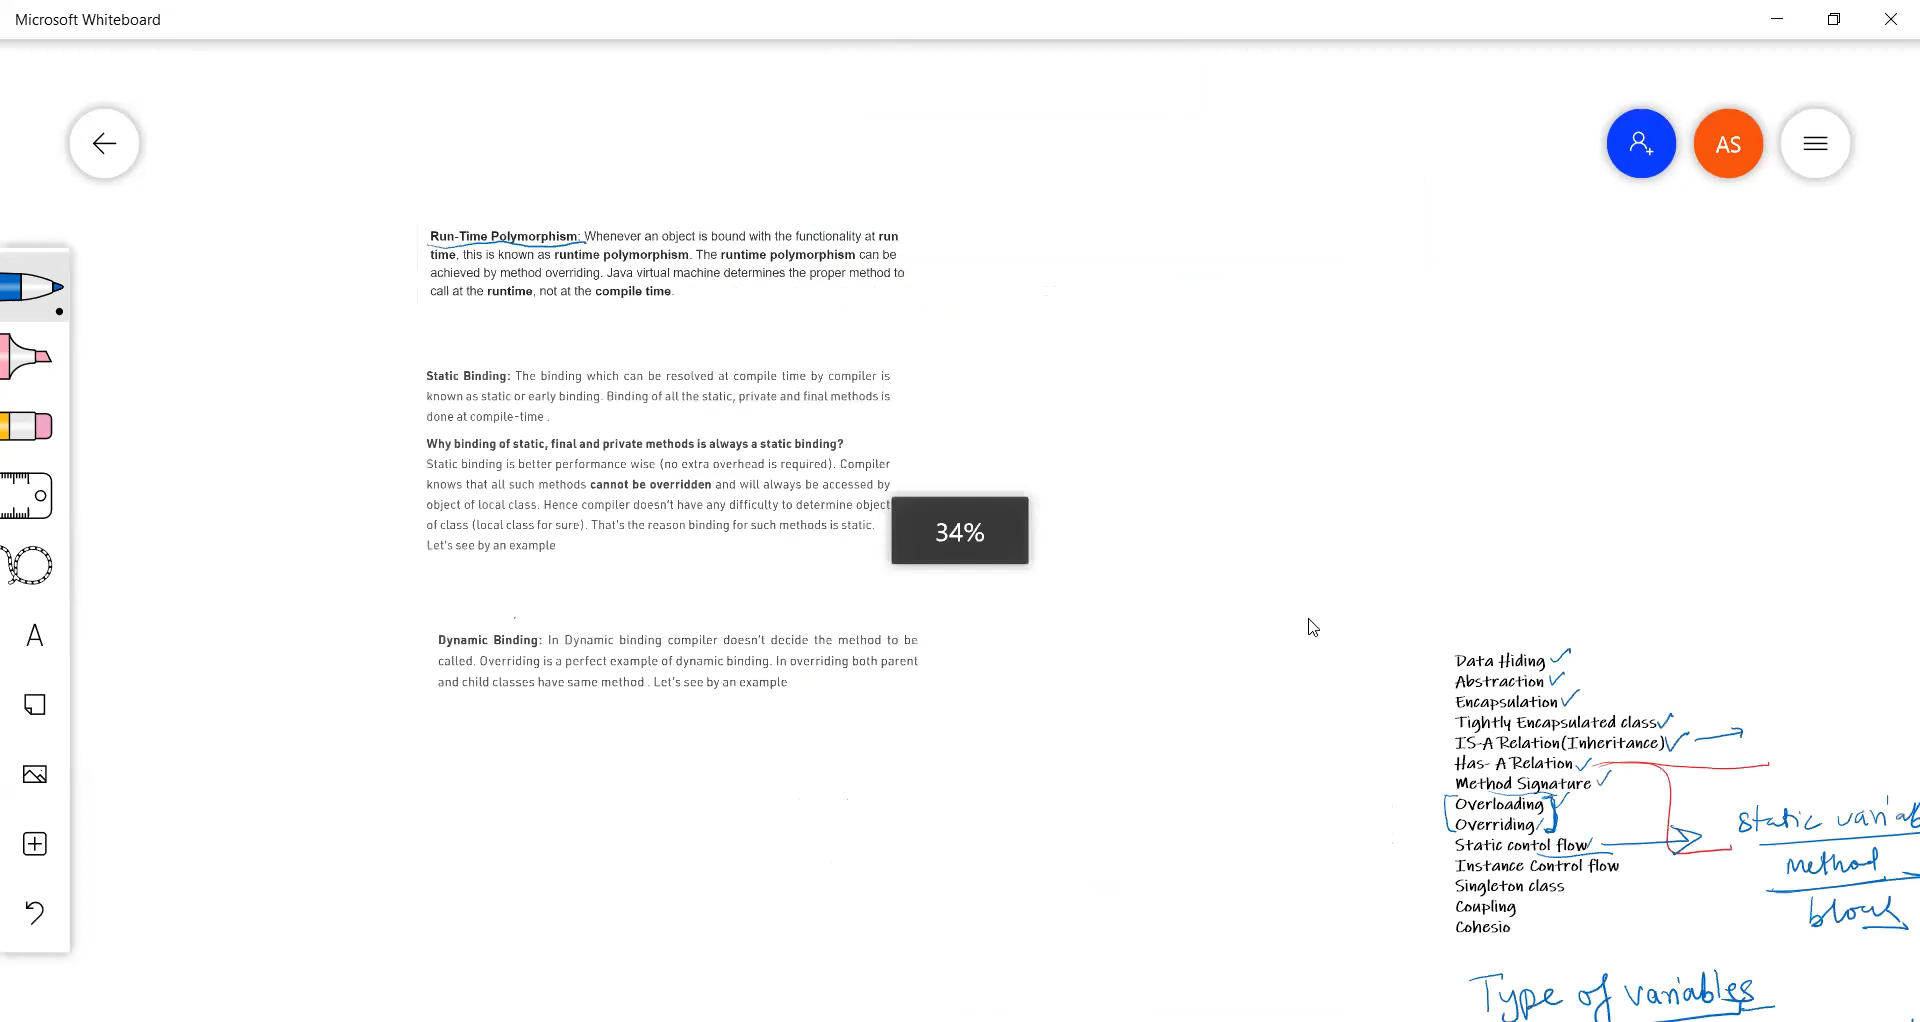 Microsoft Whiteboard
AS
Run-Time Polymorphism: Whenever an object is bound with the functionality at run
time, this is known as runtime polymorphism. The runtime polymorphism can be
achieved by method overriding. Java virtual machine determines the proper method to
call at the runtime, not at the compile time.
Static Binding: The binding which can be resolved at compile time by compiler is
known as static or early binding. Binding of all the static, private and final methods is
done at compile-time .
Why binding of static, final and private methods is always a static binding?
Static binding is better performance wise (no extra overhead is required). Compiler
knows that all such methods cannot be overridden and will always be accessed by
object of local class. Hence compiler doesn't have any difficulty to determine object
of class (local class for sure). That's the reason binding for such methods is static.
Let's see by an example
34%
Dynamic Binding: In Dynamic binding compiler doesn't decide the method to be
called. Overriding is a perfect example of dynamic binding. In overriding both parent
and child classes have same method . Let's see by an example
A
Data Hiding
Abstraction
Encapsulation
Tightly Encapsulated class
IS-A Relation(Inheritance)
Has- A Relation
Method Signature
Overloading
Overriding
Static contol flow
Instance Control flow
Singleton class
Coupling
Cohesio
static variab
method
block
Type of variables